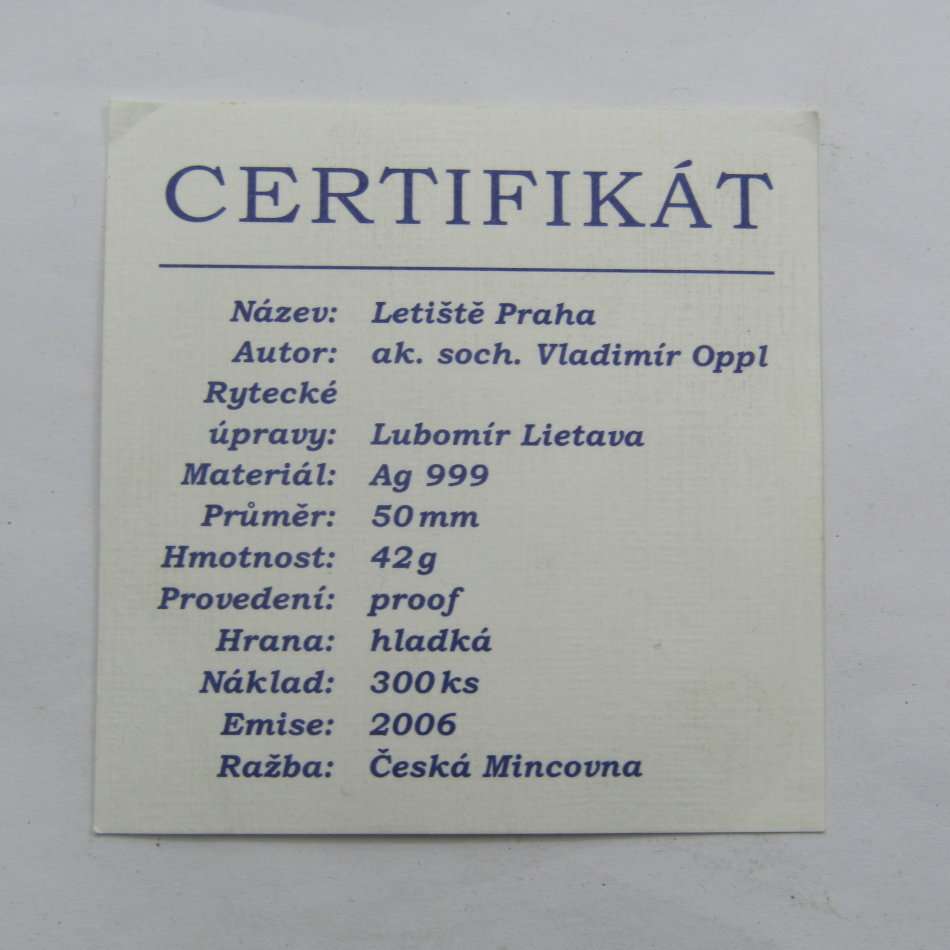 CERTIFIKÁT
Název: Letiště Praha
Autor: ak. soch. Vladimír Oppl
Rytecké
úpravy: Lubomír Lietava
Materiál: Ag 999
Průměr: 50 mm
Hmotnost: 42 g
Provedení: proof
Hrana: hladká
Náklad: 300 ks
Emise: 2006
Ražba: Česká Mincovna